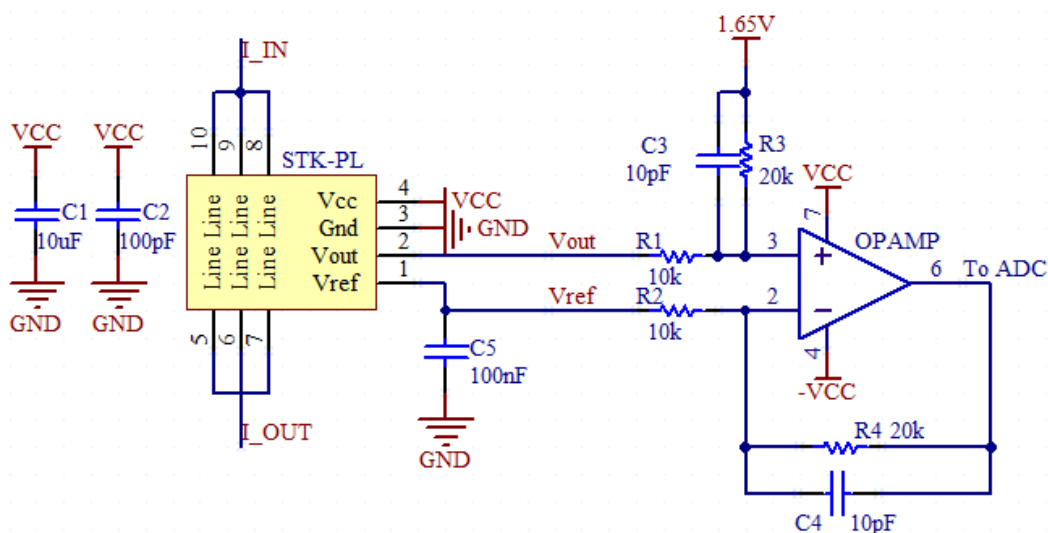 1.65V
I_IN
VCC
VCC
10
9
8
STK-PL
C3
10pF
R3
20k
VCC
7
C1
10uF
C2
100pF
Line Line
Line Line
Line Line
Vcc
4
VCC
Gnd
3
GND
Vout
2
Vout
R1
10k
3
OPAMP
6
To ADC
Vref
1
Vref
R2
10k
2
GND
GND
5
6
7
C5
100nF
4
-VCC
I_OUT
GND
R4 20k
C4
10pF